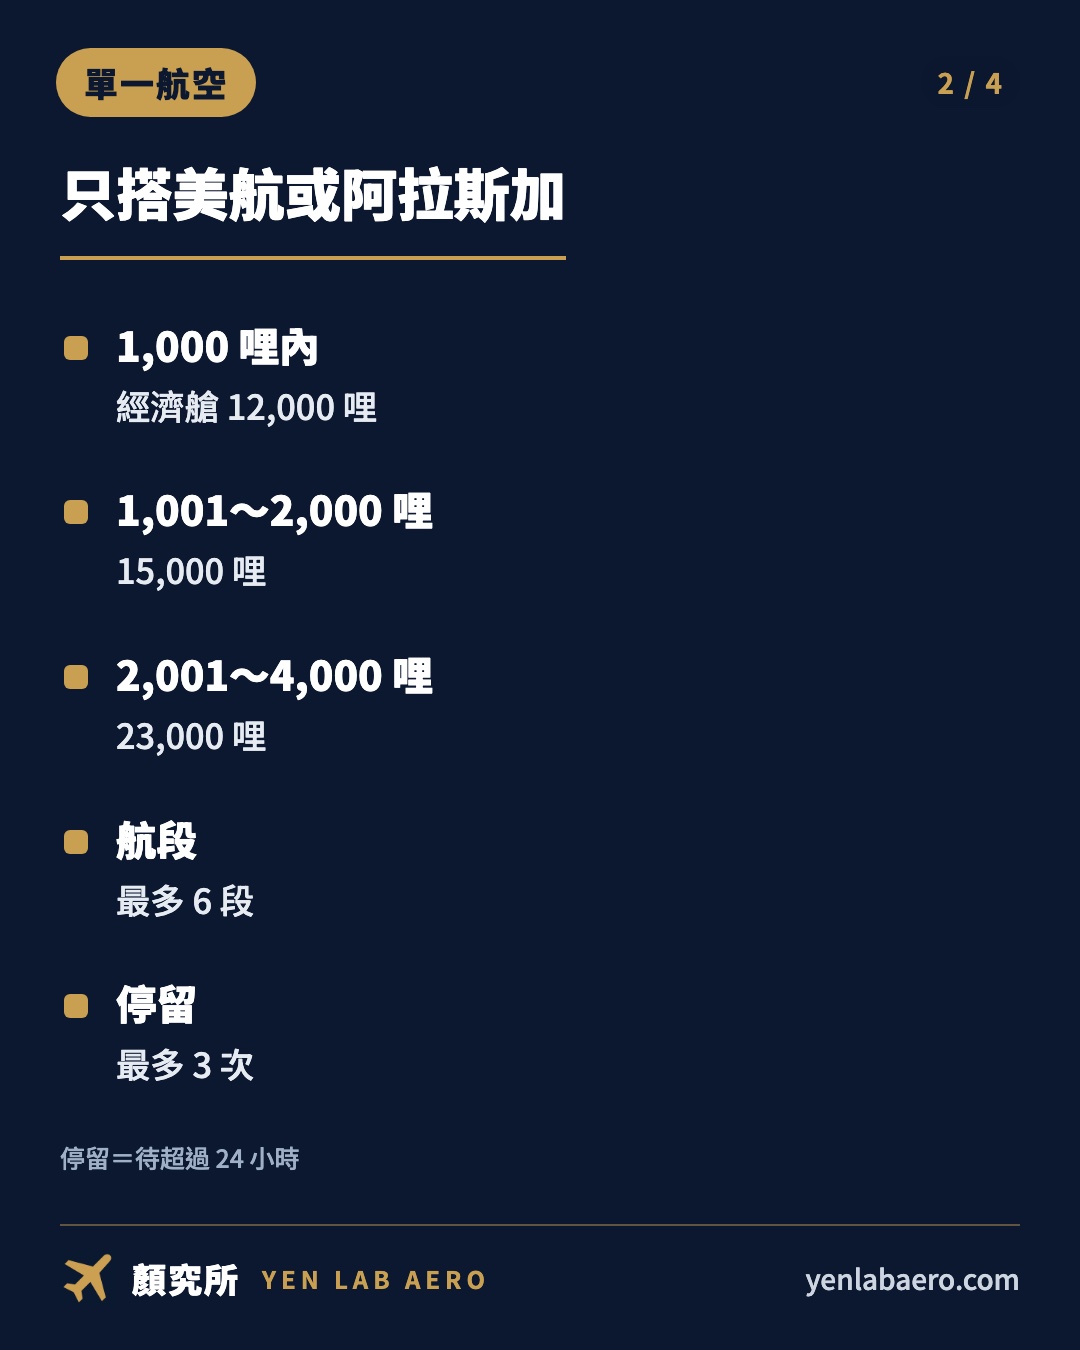 單一航空
2 / 4
只搭美航或阿拉斯加
1,000 哩內
經濟艙 12,000 哩
1,001～2,000 哩
15,000 哩
2,001～4,000 哩
23,000 哩
航段
最多 6 段
停留
最多 3 次
停留＝待超過 24 小時
顏究所 YEN LAB AERO
yenlabaero.com